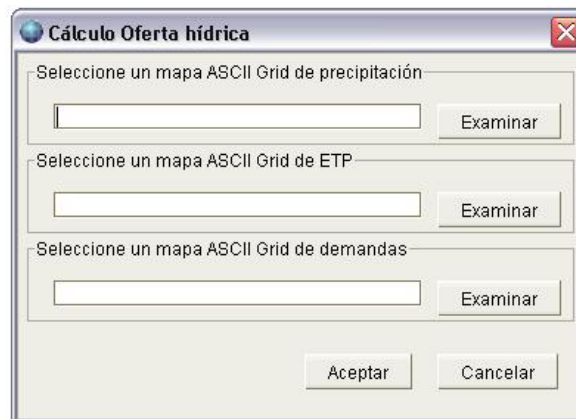 Cálculo Oferta hídrica
Seleccione un mapa ASCII Grid de precipitación
Examinar
Seleccione un mapa ASCII Grid de ETP
Examinar
Seleccione un mapa ASCII Grid de demandas
Examinar
Aceptar Cancelar